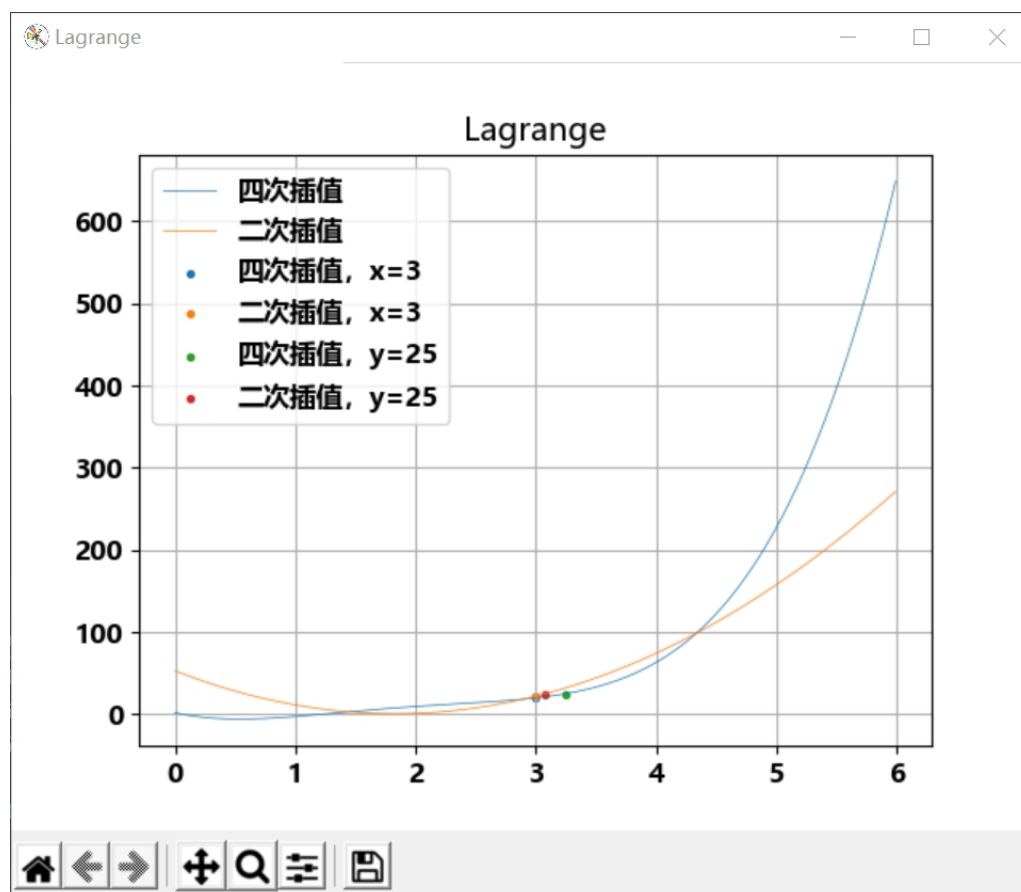 Lagrange
Lagrange
四次插值
二次插值
四次插值，x=3
二次插值，x=3
四次插值，y=25
二次插值，y=25
600
500
400
300
200
100
0
0 1 2 3 4 5 6